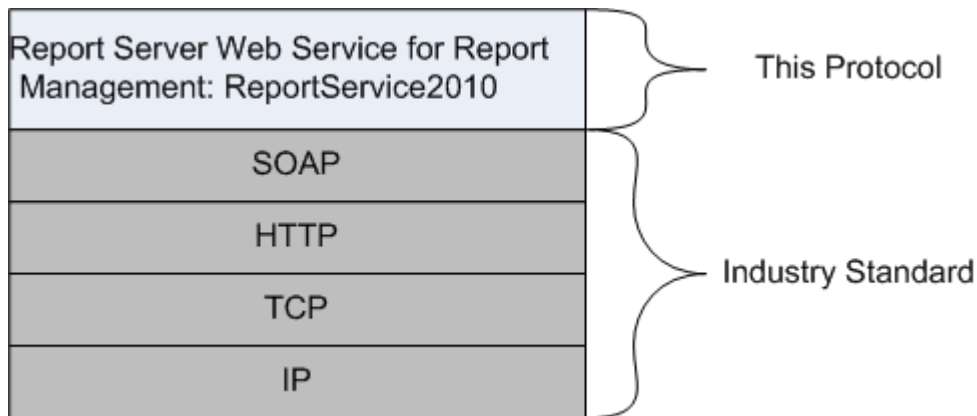 Report Server Web Service for Report
Management: ReportService2010
This Protocol
SOAP
HTTP
TCP
IP
Industry Standard